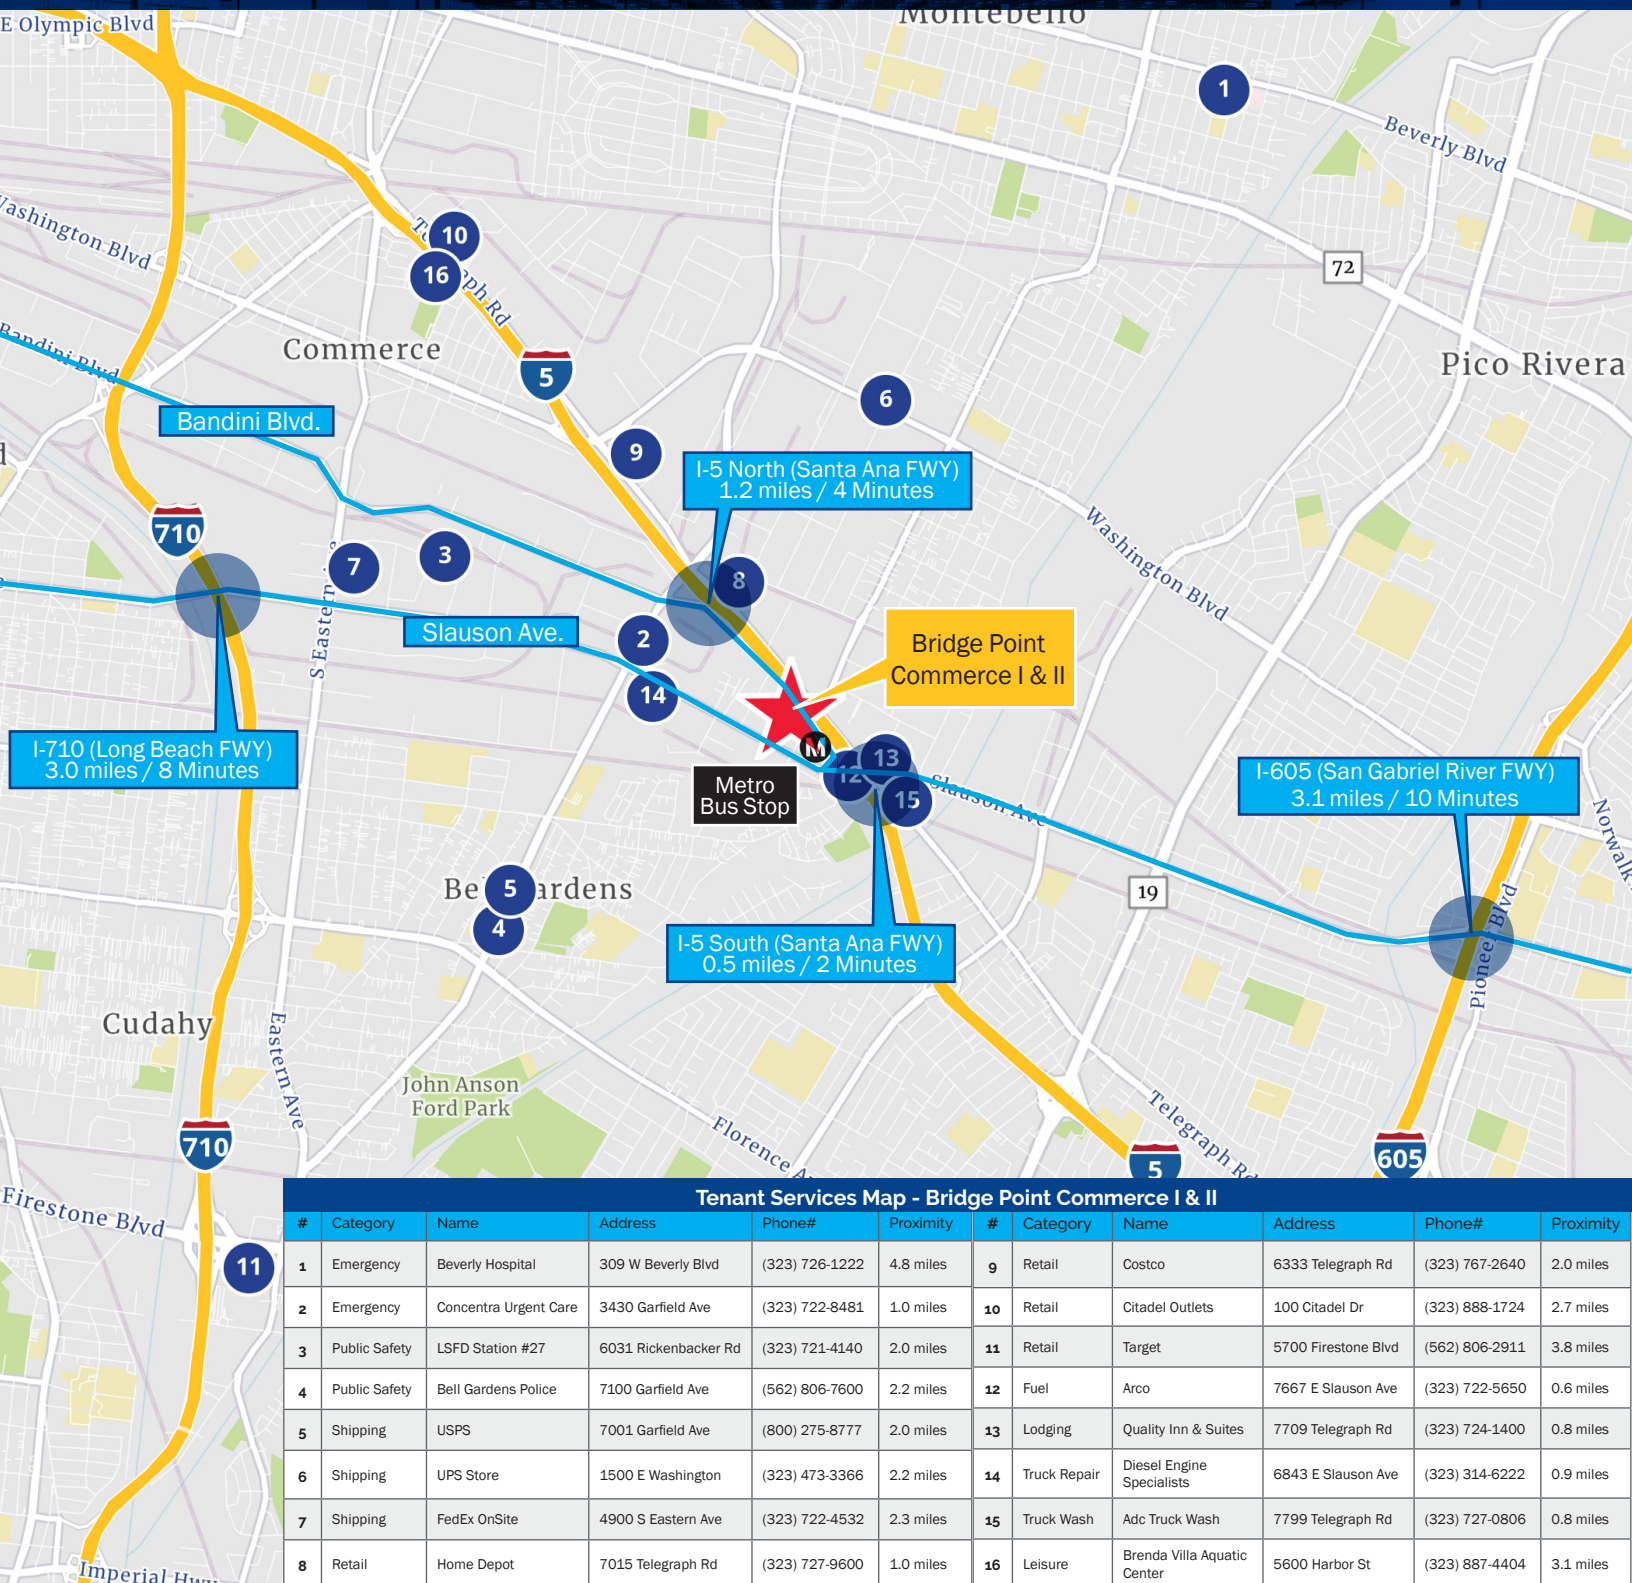 E Olympic Blvd
Montebello
1
Beverly Blvd
Washington Blvd
10
16
72
Commerce
Bandini Blvd
5
Pico Rivera
6
Bandini Blvd.
9
I-5 North (Santa Ana FWY)
1.2 miles / 4 Minutes
710
3
7
8
Washington Blvd
S Eastern
Slauson Ave.
2
14
Bridge Point
Commerce I & II
M
12
13
15
Metro
Bus Stop
Slauson Ave
I-710 (Long Beach FWY)
3.0 miles / 8 Minutes
I-605 (San Gabriel River FWY)
3.1 miles / 10 Minutes
Norwalk
5
4
19
Pioneer Blvd
I-5 South (Santa Ana FWY)
0.5 miles / 2 Minutes
Cudahy
Eastern Ave
John Anson
Ford Park
Florence
Telegraph Rd
710
5
605
Firestone Blvd
11
Imperial Hwy
Tenant Services Map - Bridge Point Commerce I & II
# Category Name Address Phone# Proximity # Category Name Address Phone# Proximity
1 Emergency Beverly Hospital 309 W Beverly Blvd (323) 726-1222 4.8 miles 9 Retail Costco 6333 Telegraph Rd (323) 767-2640 2.0 miles
2 Emergency Concentra Urgent Care 3430 Garfield Ave (323) 722-8481 1.0 miles 10 Retail Citadel Outlets 100 Citadel Dr (323) 888-1724 2.7 miles
3 Public Safety LSFD Station #27 6031 Rickenbacker Rd (323) 721-4140 2.0 miles 11 Retail Target 5700 Firestone Blvd (562) 806-2911 3.8 miles
4 Public Safety Bell Gardens Police 7100 Garfield Ave (562) 806-7600 2.2 miles 12 Fuel Arco 7667 E Slauson Ave (323) 722-5650 0.6 miles
5 Shipping USPS 7001 Garfield Ave (800) 275-8777 2.0 miles 13 Lodging Quality Inn & Suites 7709 Telegraph Rd (323) 724-1400 0.8 miles
6 Shipping UPS Store 1500 E Washington (323) 473-3366 2.2 miles 14 Truck Repair Diesel Engine Specialists 6843 E Slauson Ave (323) 314-6222 0.9 miles
7 Shipping FedEx OnSite 4900 S Eastern Ave (323) 722-4532 2.3 miles 15 Truck Wash Adc Truck Wash 7799 Telegraph Rd (323) 727-0806 0.8 miles
8 Retail Home Depot 7015 Telegraph Rd (323) 727-9600 1.0 miles 16 Leisure Brenda Villa Aquatic Center 5600 Harbor St (323) 887-4404 3.1 miles